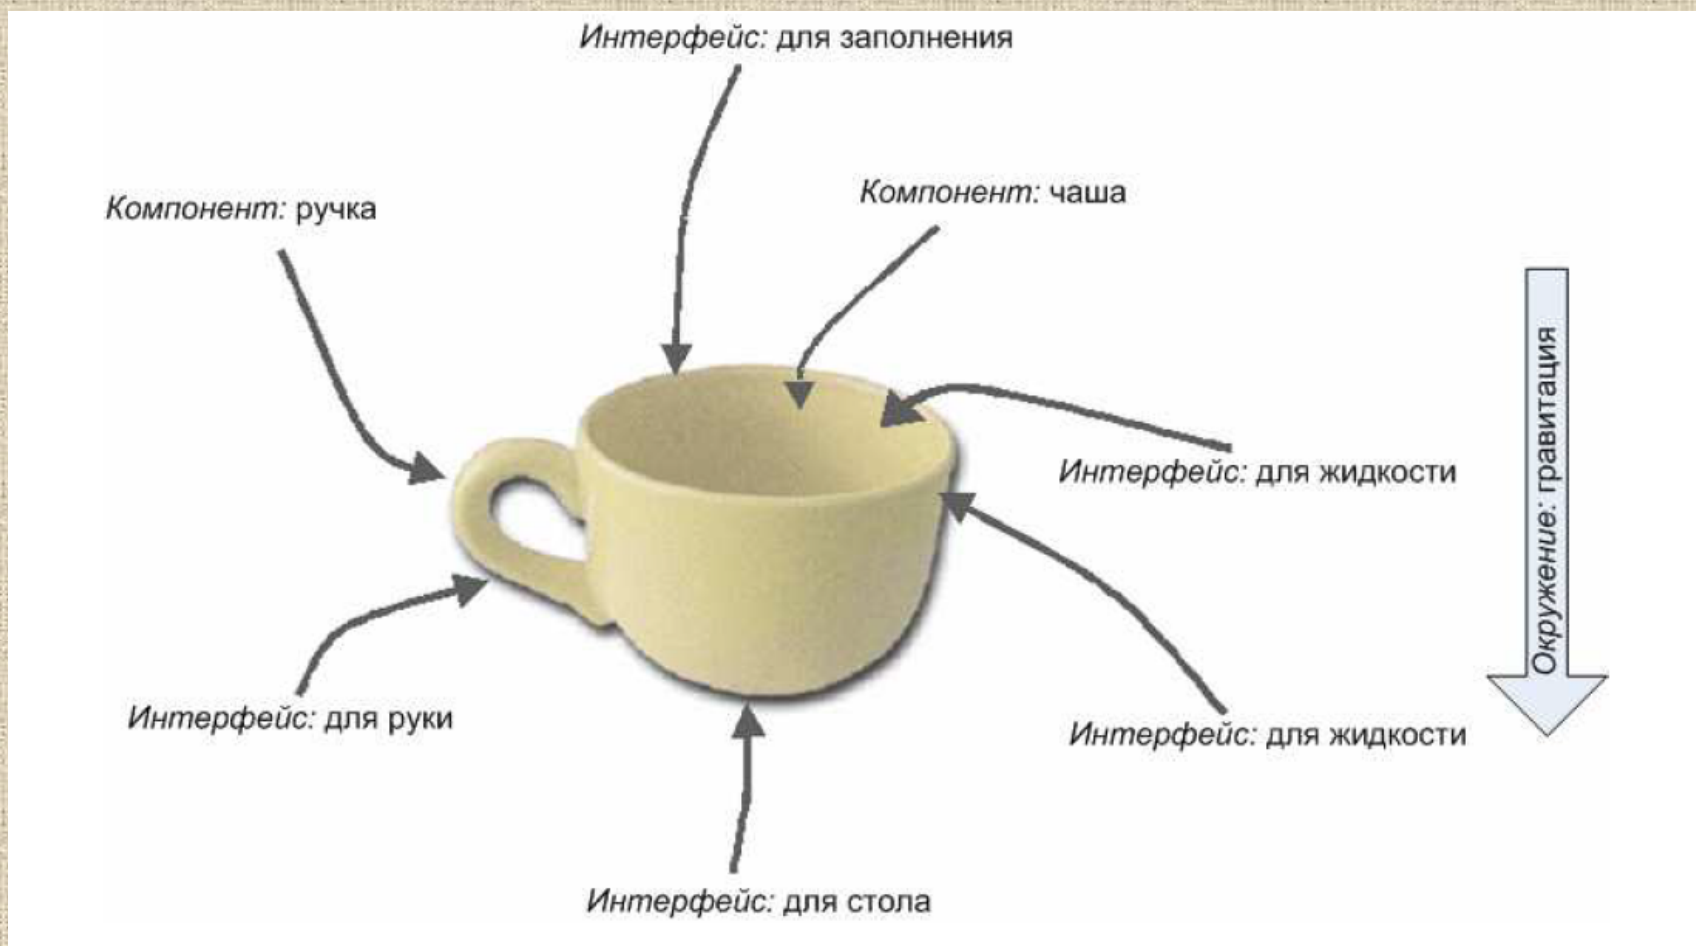 Интерфейс: для заполнения
Компонент: чаша
Компонент: ручка
Окружение: гравитация
Интерфейс: для жидкости
Интерфейс: для руки
Интерфейс: для жидкости
Интерфейс: для стола